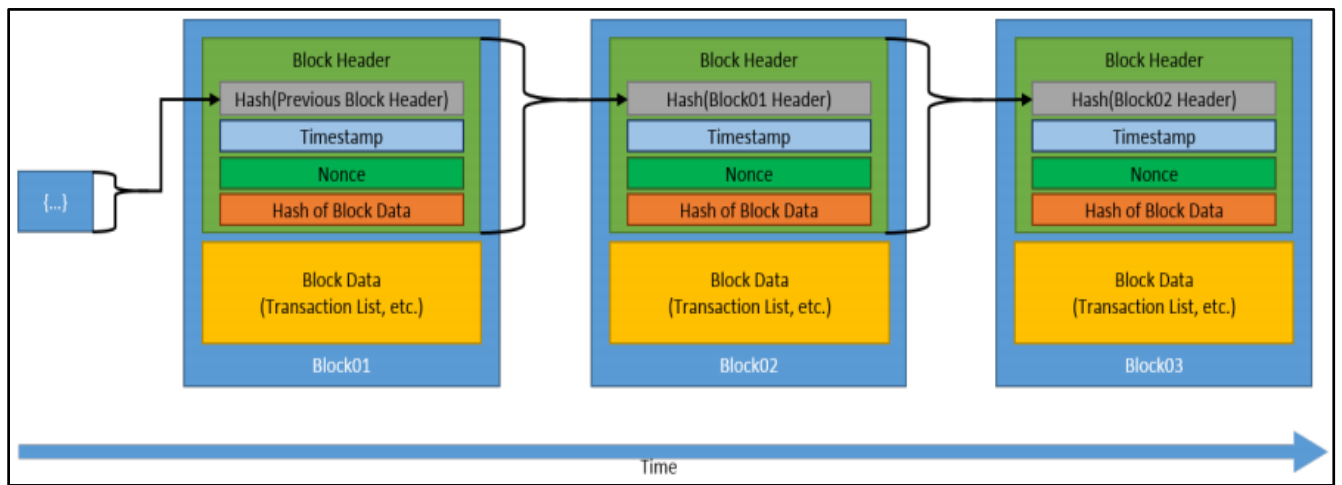 {...}
Block Header
Hash(Previous Block Header)
Timestamp
Nonce
Hash of Block Data
Block Data
(Transaction List, etc.)
Block01
Block Header
Hash(Block01 Header)
Timestamp
Nonce
Hash of Block Data
Block Data
(Transaction List, etc.)
Block02
Block Header
Hash(Block02 Header)
Timestamp
Nonce
Hash of Block Data
Block Data
(Transaction List, etc.)
Block03
Time